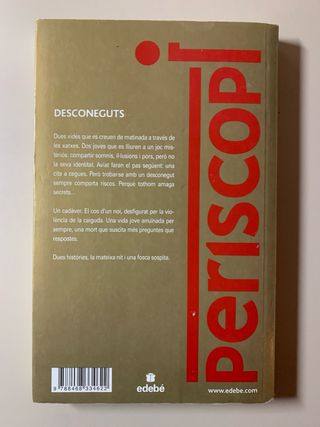 DESCONEGUTS
Dues vides que es creuen de matinada a través de
les xarxes. Dos joves que es lliuren a un joc mis-
teriós: compartir somnis, il·lusions i pors, però no
la seva identitat. Aviat faran el pas següent: una
cita a cegues. Però trobar-se amb un desconegut
sempre comporta riscos. Perquè tothom amaga
secrets...
Un cadàver. El cos d'un noi, desfigurat per la vio-
lència de la caiguda. Una vida jove arruïnada per
sempre, una mort que suscita més preguntes que
respostes.
Dues històries, la mateixa nit i una fosca sospita.
periscopi
9 788468 334622
edebé
www.edebe.com